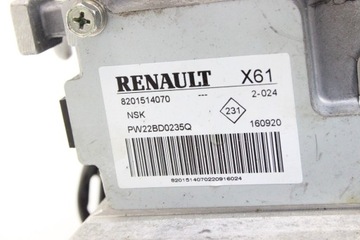 RENAULT X61
8201514070 --- 2-024
NSK 231
PW22BD0235Q 160920
8201514070220916024